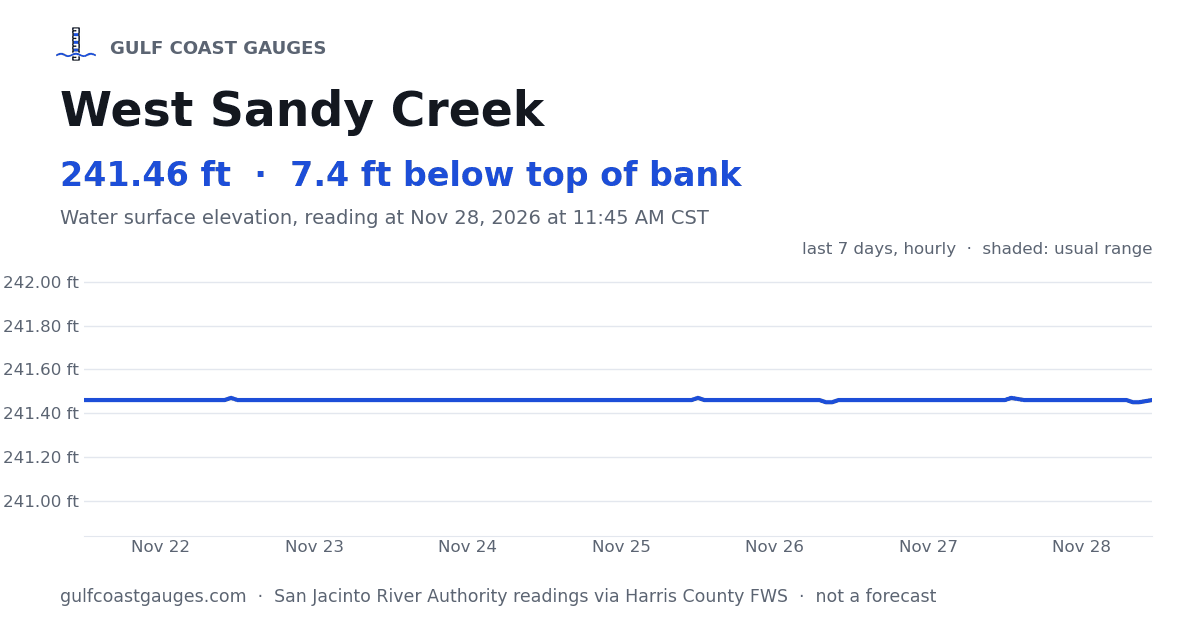 GULF COAST GAUGES
West Sandy Creek
241.46 ft · 7.4 ft below top of bank
Water surface elevation, reading at Nov 28, 2026 at 11:45 AM CST
last 7 days, hourly · shaded: usual range
242.00 ft
241.80 ft
241.60 ft
241.40 ft
241.20 ft
241.00 ft
Nov 22 Nov 23 Nov 24 Nov 25 Nov 26 Nov 27 Nov 28
gulfcoastgauges.com · San Jacinto River Authority readings via Harris County FWS · not a forecast